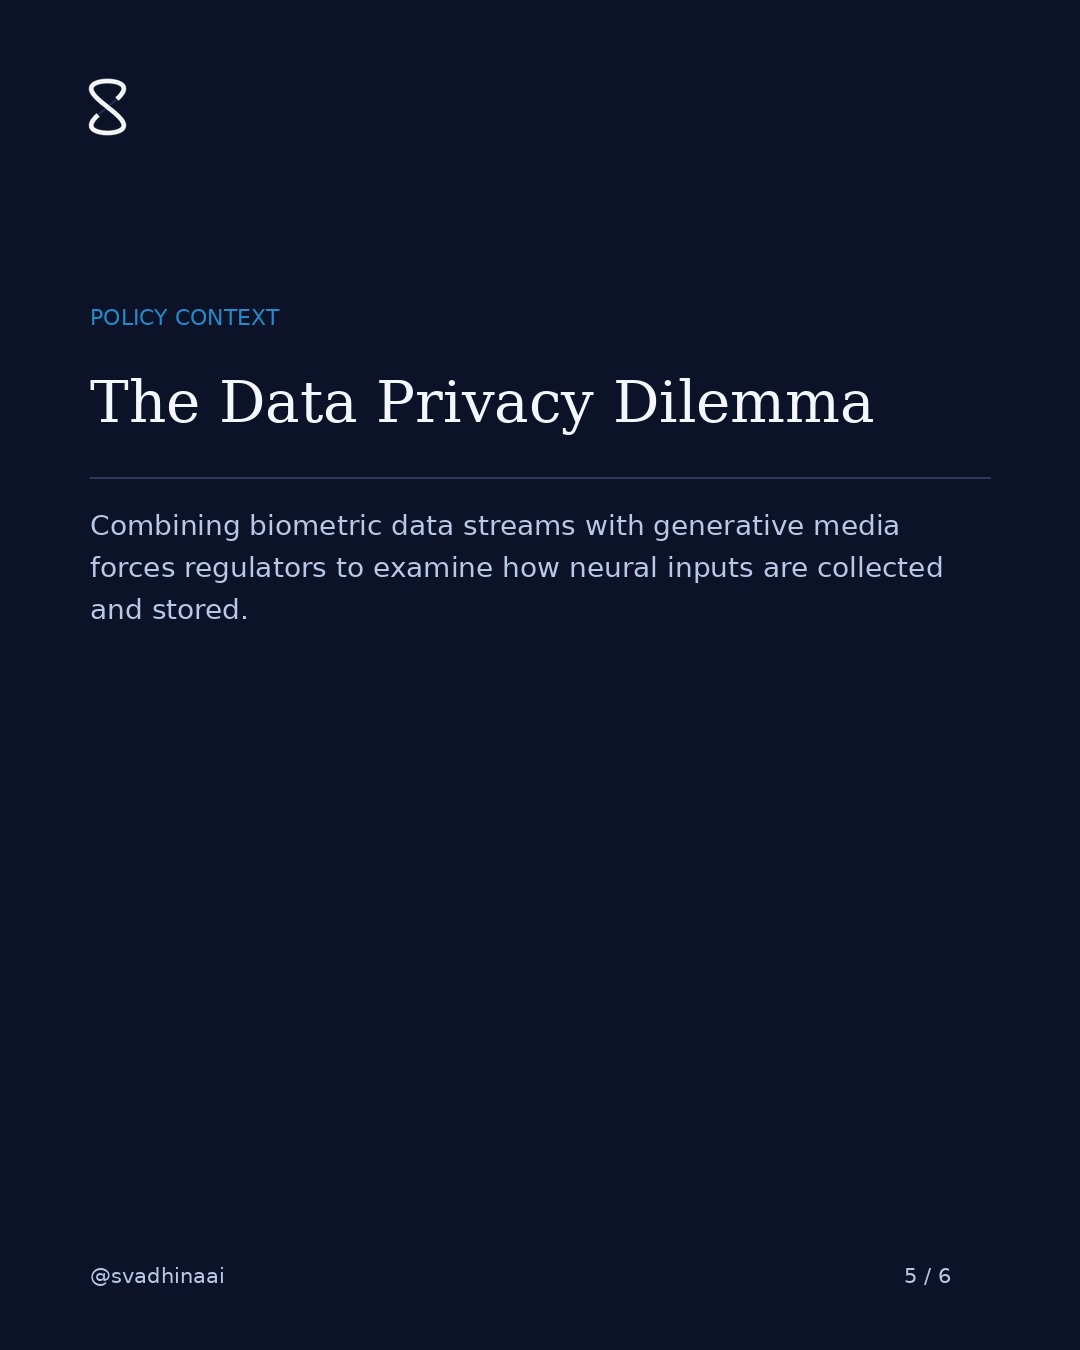 POLICY CONTEXT
The Data Privacy Dilemma
Combining biometric data streams with generative media
forces regulators to examine how neural inputs are collected
and stored.
@svadhinaai
5 / 6